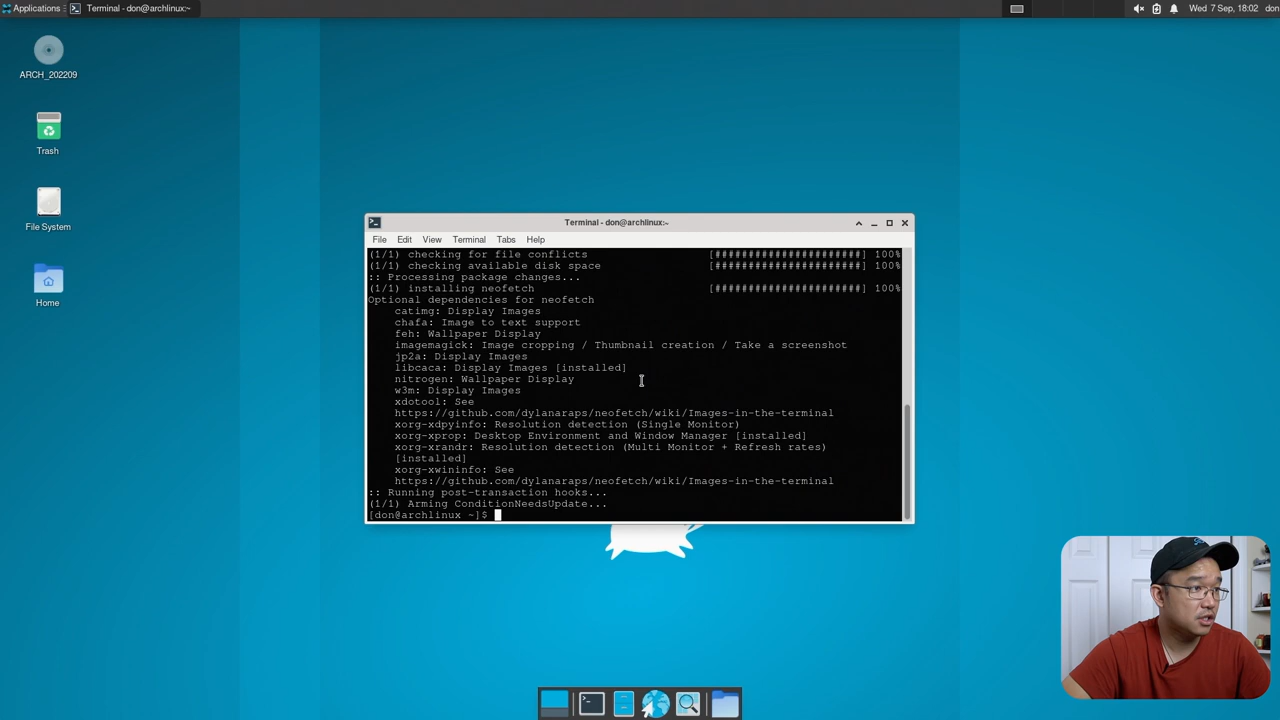 Applications
Terminal - don@archlinux:~
Wed 7 Sep, 18:02
don
ARCH_202209
Trash
File System
Home
Terminal - don@archlinux:~
File Edit View Terminal Tabs Help
(1/1) checking for file conflicts [######################] 100%
(1/1) checking available disk space [######################] 100%
:: Processing package changes...
(1/1) installing neofetch [######################] 100%
Optional dependencies for neofetch
catimg: Display Images
chafa: Image to text support
feh: Wallpaper Display
imagemagick: Image cropping / Thumbnail creation / Take a screenshot
jp2a: Display Images
libcaca: Display Images [installed]
nitrogen: Wallpaper Display
w3m: Display Images
xdotool: See
https://github.com/dylanaraps/neofetch/wiki/Images-in-the-terminal
xorg-xdpyinfo: Resolution detection (Single Monitor)
xorg-xprop: Desktop Environment and Window Manager [installed]
xorg-xrandr: Resolution detection (Multi Monitor + Refresh rates)
[installed]
xorg-xwininfo: See
https://github.com/dylanaraps/neofetch/wiki/Images-in-the-terminal
:: Running post-transaction hooks...
(1/1) Arming ConditionNeedsUpdate...
[don@archlinux ~]$